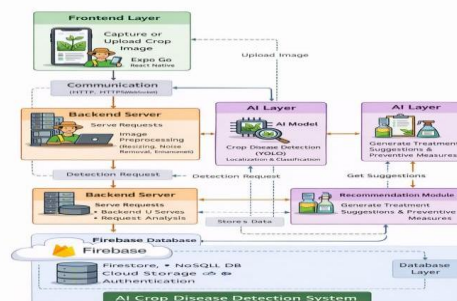 Frontend Layer
Capture or
Upload Crop
Image
Expo Go
React Native
Upload Image
Communication
(HTTP, HTTPS
Backend Server
Serve Requests
Image
Preprocessing
(Resizing, Noise
Removal,
AI Layer
AI Model
Crop Disease Detection
(YOLO)
Localization & Classification
AI Layer
Generate Treatment
Suggestions &
Preventive Measures
Detection Request
Detection Request
Get Suggestions
Backend Server
Serve Requests
• Backend U Serves
• Request Analysis
Recommendation Module
Generate Treatment
Suggestions & Preventive
Measures
Store's Data
Firebase Database
Firebase
Firestore, • NoSQLL DB
Cloud Storage
Authentication
Database
Layer
AI Crop Disease Detection System